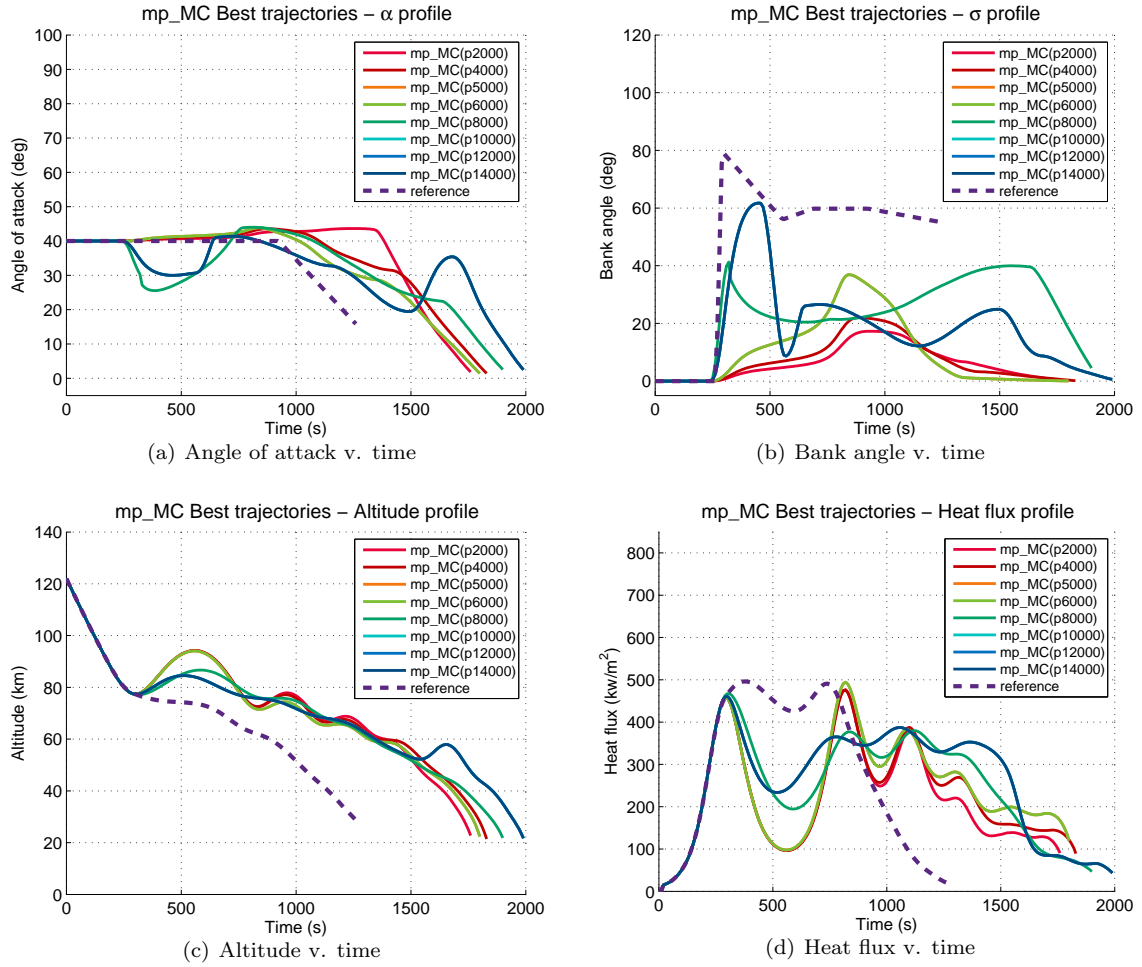 mp_MC Best trajectories – α profile
100
90
80
70
60
50
40
30
20
10
0
Angle of attack (deg)
mp_MC(p2000)
mp_MC(p4000)
mp_MC(p5000)
mp_MC(p6000)
mp_MC(p8000)
mp_MC(p10000)
mp_MC(p12000)
mp_MC(p14000)
reference
0 500 1000 1500 2000
Time (s)
(a) Angle of attack v. time
mp_MC Best trajectories – σ profile
120
100
80
60
40
20
0
Bank angle (deg)
mp_MC(p2000)
mp_MC(p4000)
mp_MC(p5000)
mp_MC(p6000)
mp_MC(p8000)
mp_MC(p10000)
mp_MC(p12000)
mp_MC(p14000)
reference
0 500 1000 1500 2000
Time (s)
(b) Bank angle v. time
mp_MC Best trajectories – Altitude profile
140
120
100
80
60
40
20
0
Altitude (km)
mp_MC(p2000)
mp_MC(p4000)
mp_MC(p5000)
mp_MC(p6000)
mp_MC(p8000)
mp_MC(p10000)
mp_MC(p12000)
mp_MC(p14000)
reference
0 500 1000 1500 2000
Time (s)
(c) Altitude v. time
mp_MC Best trajectories – Heat flux profile
800
700
600
500
400
300
200
100
0
Heat flux (kw/m²)
mp_MC(p2000)
mp_MC(p4000)
mp_MC(p5000)
mp_MC(p6000)
mp_MC(p8000)
mp_MC(p10000)
mp_MC(p12000)
mp_MC(p14000)
reference
0 500 1000 1500 2000
Time (s)
(d) Heat flux v. time